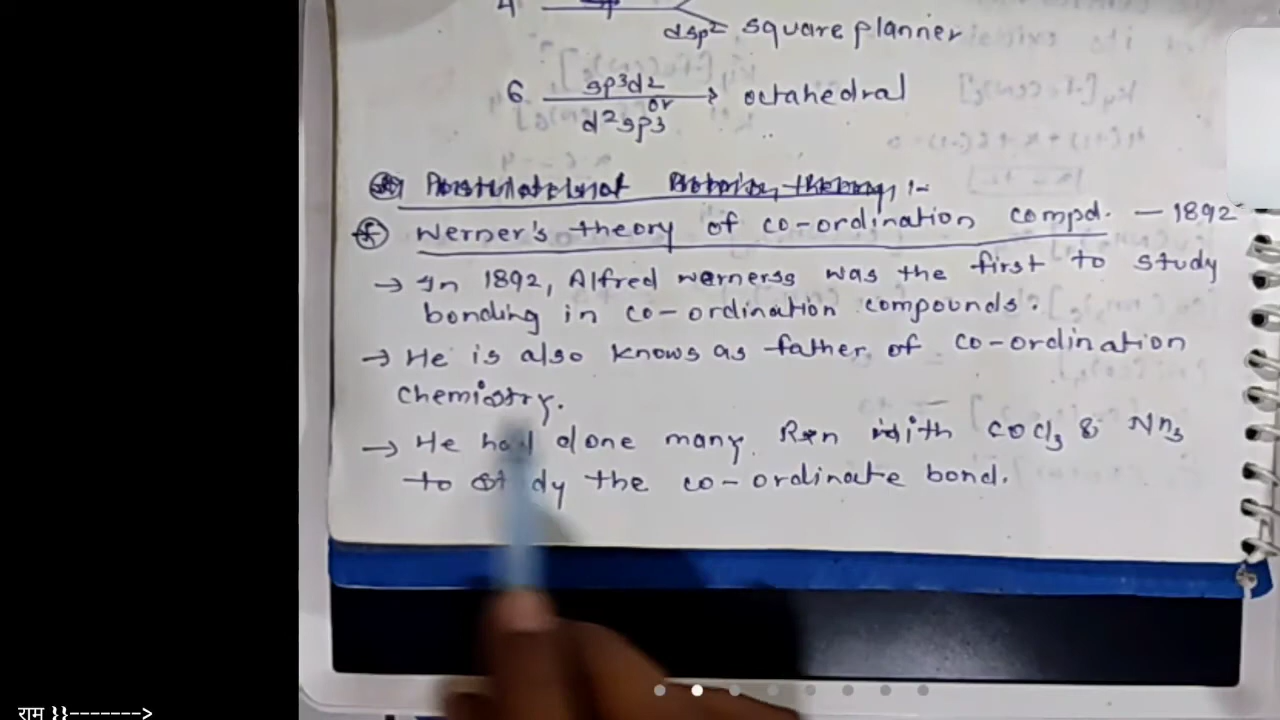 4
dsp² square planner
6 sp³d2 or d²sp3 → octahedral
Werner's theory of co-ordination compd. – 1892
→ In 1892, Alfred wernerss was the first to study
bonding in co-ordination compounds.
→ He is also knows as father of co-ordination
chemistry.
→ He had done many Rxn with COCl3 & NH3
to study the co-ordinate bond.
राम }}------->